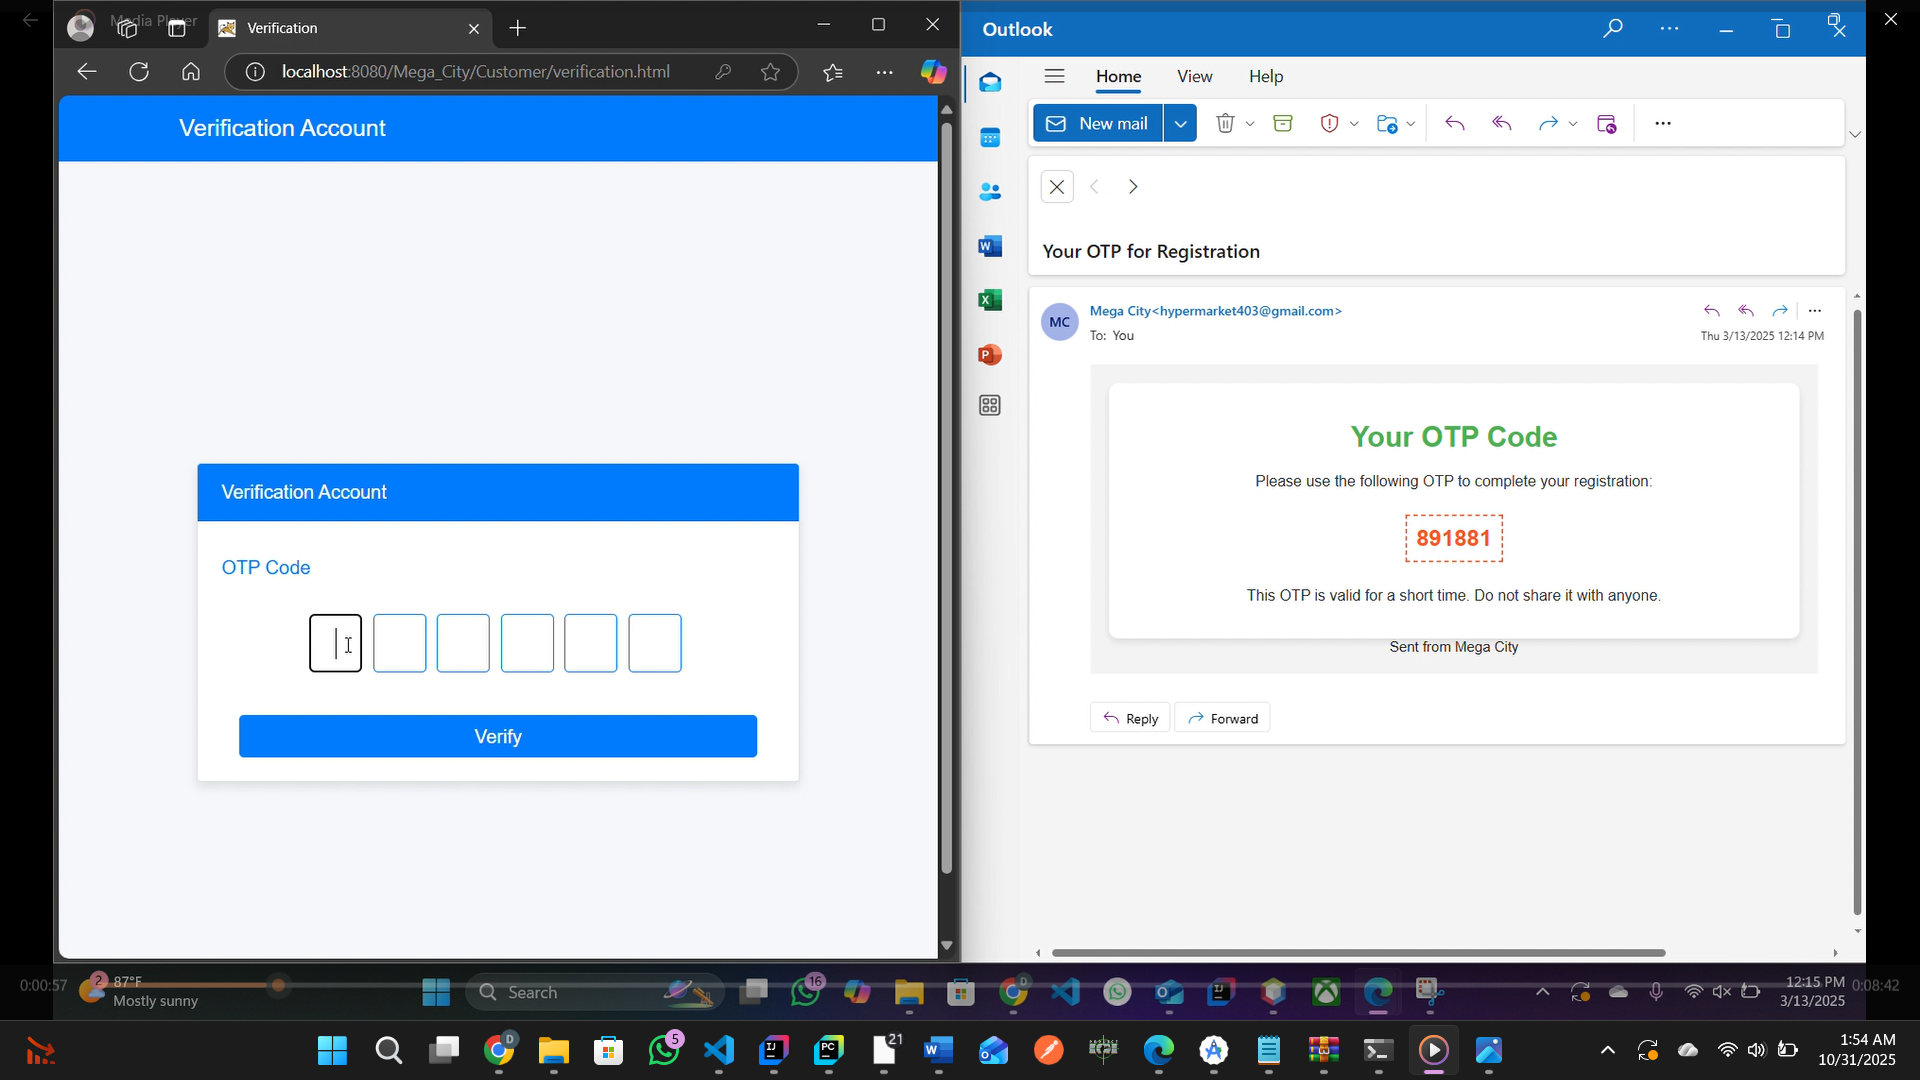 Media Player
Verification
localhost:8080/Mega_City/Customer/verification.html
Verification Account
Verification Account
OTP Code
Verify
Outlook
Home
View
Help
New mail
Your OTP for Registration
MC
Mega City<hypermarket403@gmail.com>
To: You
Thu 3/13/2025 12:14 PM
Your OTP Code
Please use the following OTP to complete your registration:
891881
This OTP is valid for a short time. Do not share it with anyone.
Sent from Mega City
Reply
Forward
0:00:57
2
87°F
Mostly sunny
Search
16
D
12:15 PM
3/13/2025
0:08:42
D
5
21
1:54 AM
10/31/2025